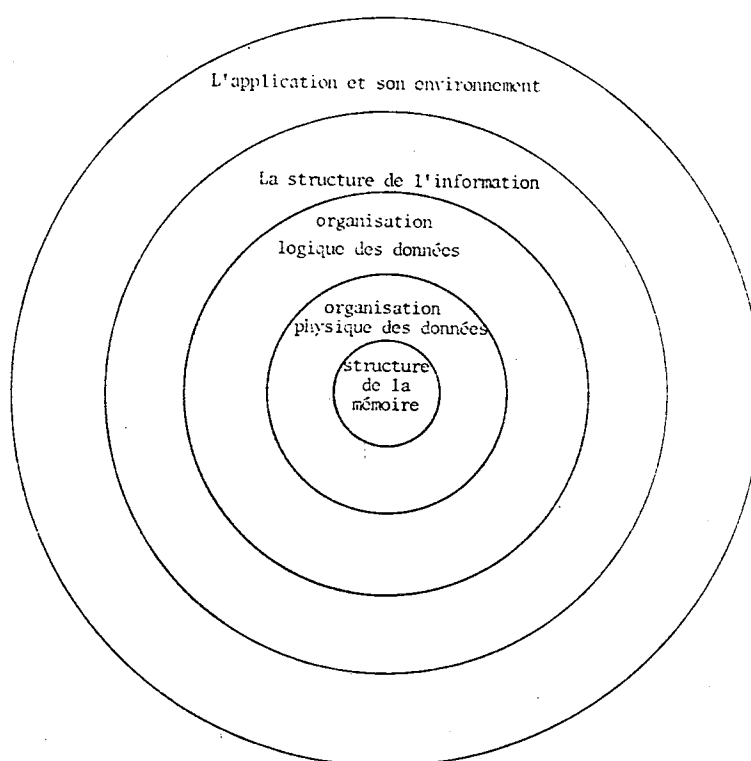 L'application et son environnement
La structure de l'information
organisation
logique des données
organisation
physique des données
structure
de la
mémoire